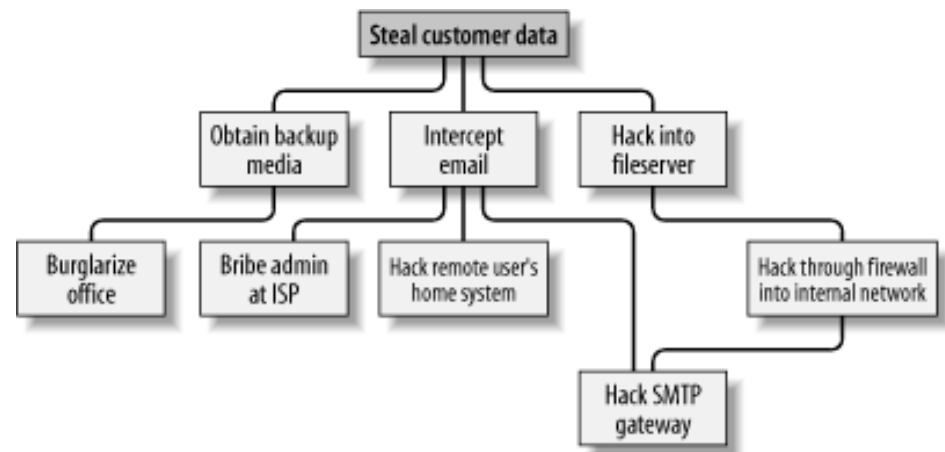 Steal customer data
Obtain backup
media
Intercept
email
Hack into
fileserver
Burglarize
office
Bribe admin
at ISP
Hack remote user's
home system
Hack through firewall
into internal network
Hack SMTP
gateway